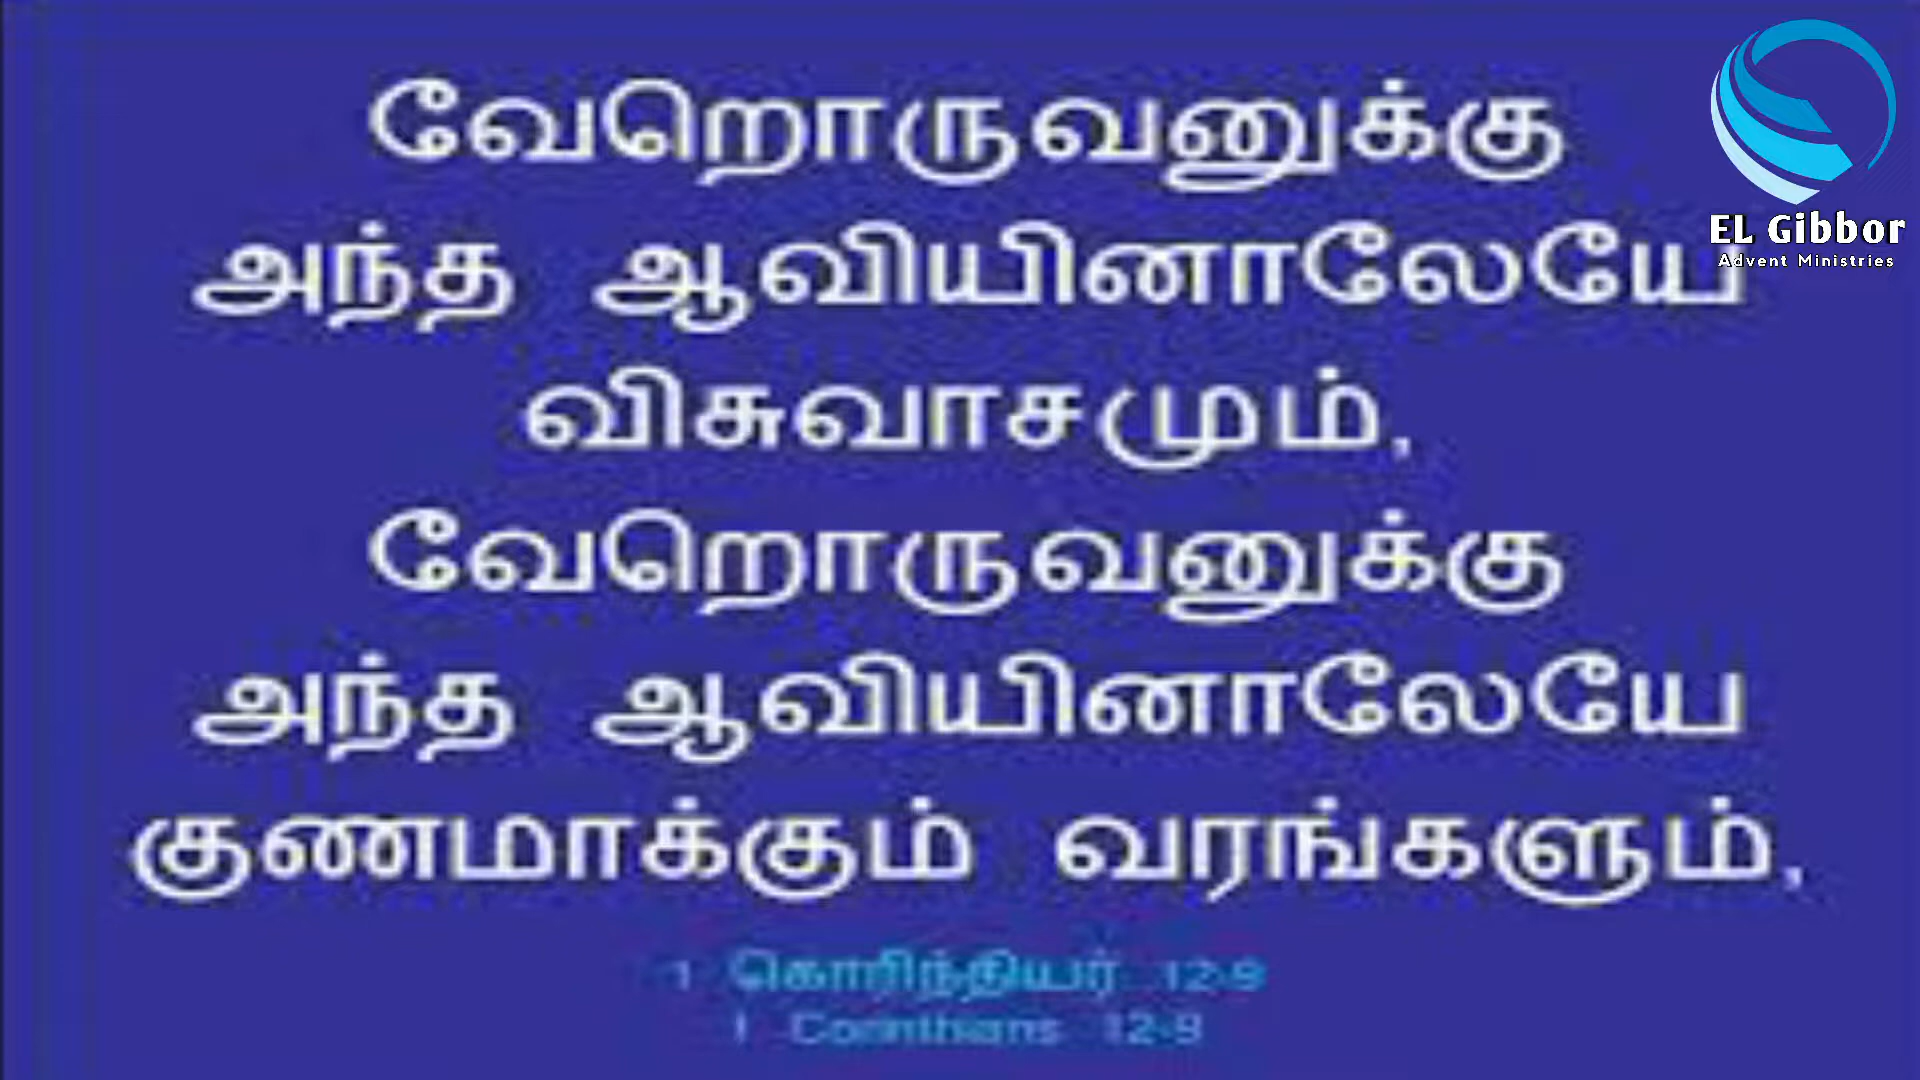 வேறொருவனுக்கு
அந்த ஆவியினாலேயே
விசுவாசமும்,
வேறொருவனுக்கு
அந்த ஆவியினாலேயே
குணமாக்கும் வரங்களும்,
1 கொரிந்தியர் 12-9
1 Corinthians 12-9
EL Gibbor
Advent Ministries